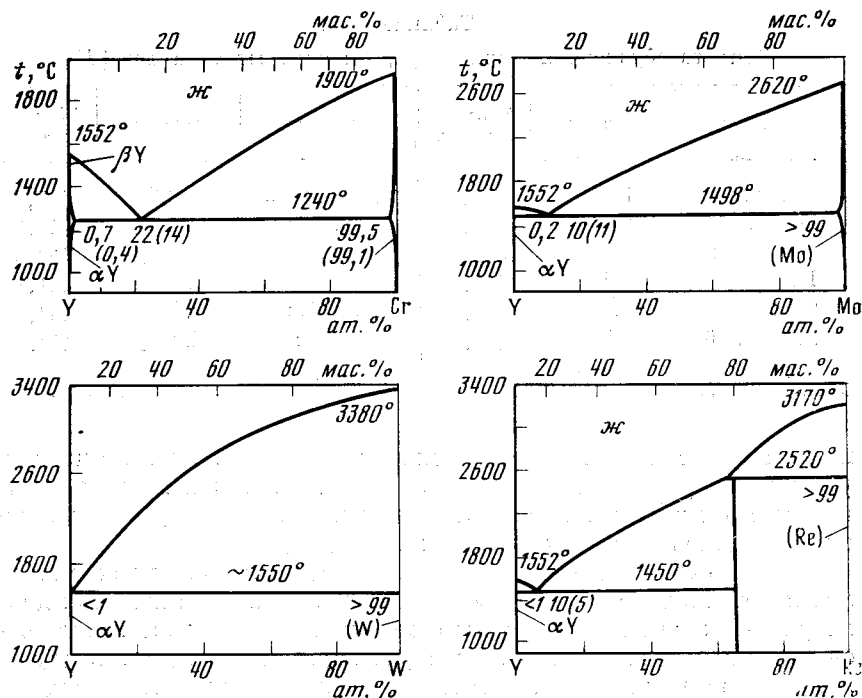 мас.%
20 40 60 80
t,°C
1800
1400
1000
ж
1900°
1552°
βY
1240°
0,7 22(14) 99,5
(0,4) (99,1)
αY
Y 40 80 Cr
ат.%
мас.%
20 40 60 80
2600
1800
1000
ж
2620°
1552° 1498°
0,2 10(11) >99
αY (Mo)
Y 40 80 Mo
ат.%
20 40 60 80 мас.%
3400
2600
1800
1000
3380°
~1550°
<1 >99
αY (W)
Y 40 80 W
ат.%
20 40 60 80 мас.%
3400
2600
1800
1000
ж
3170°
2520°
>99
(Re)
1552° 1450°
<1 10(5)
αY
Y 40 80
ат.%